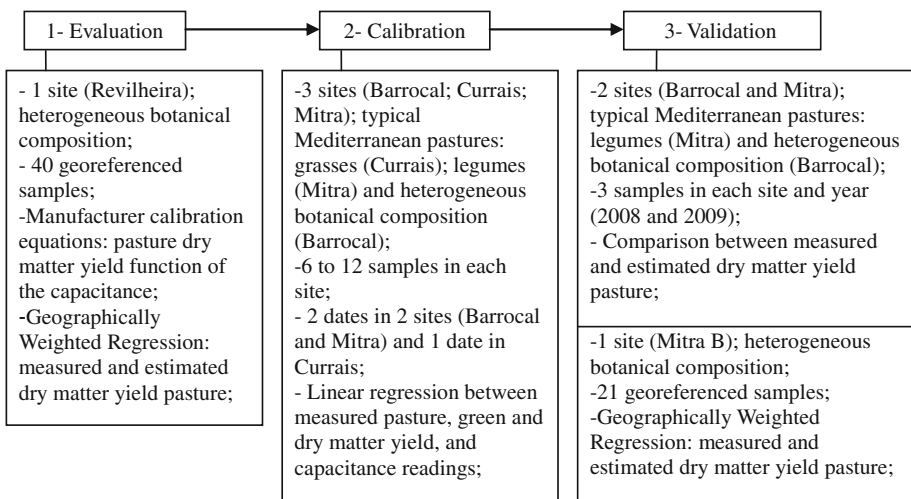 1- Evaluation
- 1 site (Revilheira);
heterogeneous botanical
composition;
- 40 georeferenced
samples;
-Manufacturer calibration
equations: pasture dry
matter yield function of
the capacitance;
-Geographically
Weighted Regression:
measured and estimated
dry matter yield pasture;
2- Calibration
-3 sites (Barrocal; Currais;
Mitra); typical
Mediterranean pastures:
grasses (Currais); legumes
(Mitra) and heterogeneous
botanical composition
(Barrocal);
-6 to 12 samples in each
site;
- 2 dates in 2 sites (Barrocal
and Mitra) and 1 date in
Currais;
- Linear regression between
measured pasture, green and
dry matter yield, and
capacitance readings;
3- Validation
-2 sites (Barrocal and Mitra);
typical Mediterranean pastures:
legumes (Mitra) and heterogeneous
botanical composition (Barrocal);
-3 samples in each site and year
(2008 and 2009);
- Comparison between measured
and estimated dry matter yield
pasture;
-1 site (Mitra B); heterogeneous
botanical composition;
-21 georeferenced samples;
-Geographically Weighted
Regression: measured and
estimated dry matter yield pasture;